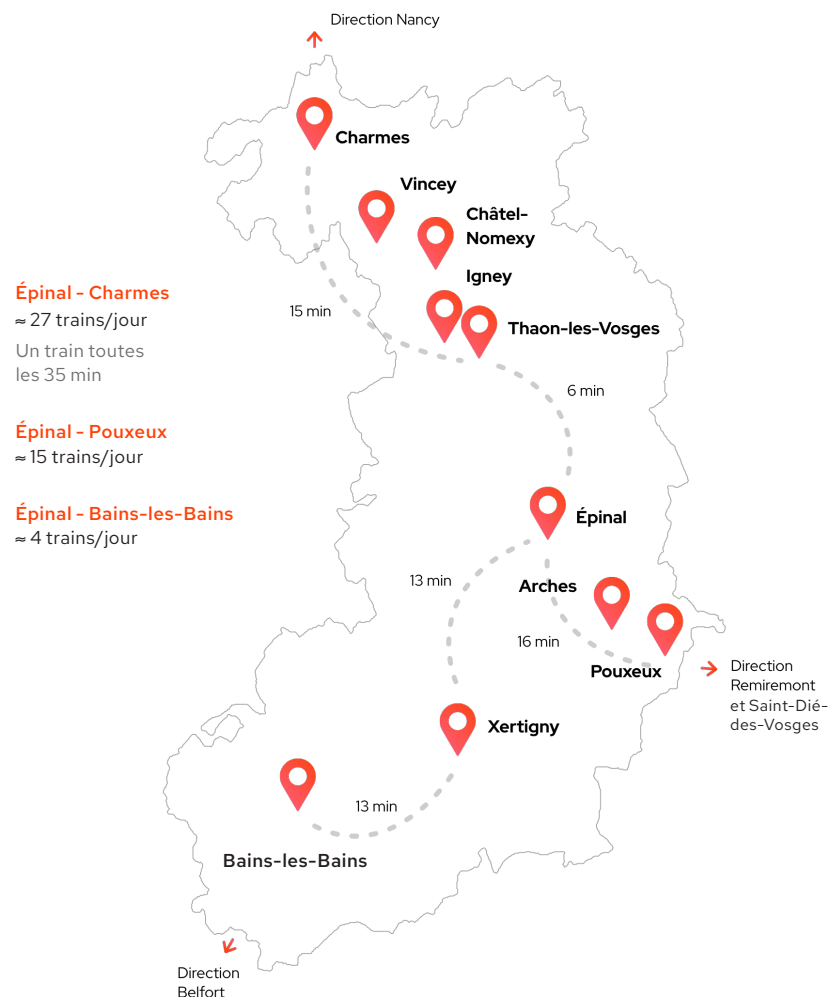 Direction Nancy
Charmes
Vincey
Châtel-
Nomexy
Igney
Épinal - Charmes
≈ 27 trains/jour
Un train toutes
les 35 min
15 min
Thaon-les-Vosges
6 min
Épinal - Pouxeux
≈ 15 trains/jour
Épinal - Bains-les-Bains
≈ 4 trains/jour
Épinal
13 min
Arches
16 min
Pouxeux
Direction
Remiremont
et Saint-Dié-
des-Vosges
Xertigny
13 min
Bains-les-Bains
Direction
Belfort